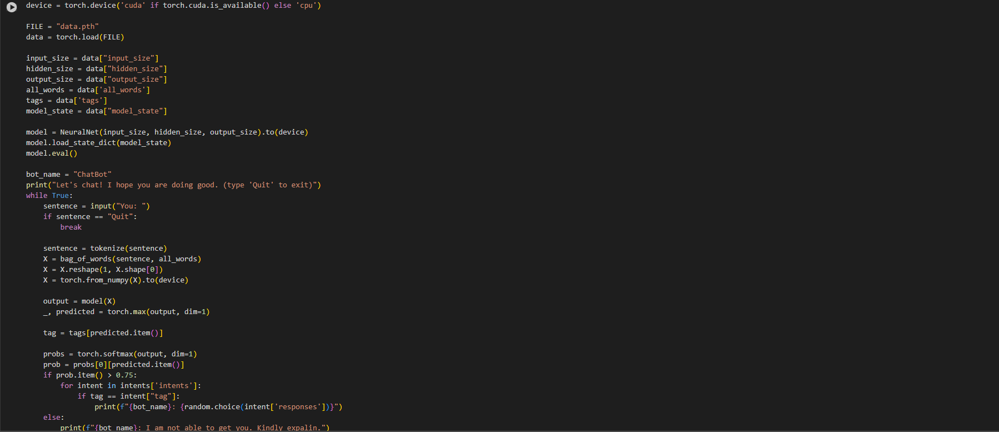 device = torch.device('cuda' if torch.cuda.is_available() else 'cpu')
FILE = "data.pth"
data = torch.load(FILE)
input_size = data["input_size"]
hidden_size = data["hidden_size"]
output_size = data["output_size"]
all_words = data['all_words']
tags = data['tags']
model_state = data["model_state"]
model = NeuralNet(input_size, hidden_size, output_size).to(device)
model.load_state_dict(model_state)
model.eval()
bot_name = "ChatBot"
print("Let's chat! I hope you are doing good. (type 'Quit' to exit)")
while True:
    sentence = input("You: ")
    if sentence == "Quit":
        break
    sentence = tokenize(sentence)
    X = bag_of_words(sentence, all_words)
    X = X.reshape(1, X.shape[0])
    X = torch.from_numpy(X).to(device)
    output = model(X)
    _, predicted = torch.max(output, dim=1)
    tag = tags[predicted.item()]
    probs = torch.softmax(output, dim=1)
    prob = probs[0][predicted.item()]
    if prob.item() > 0.75:
        for intent in intents['intents']:
            if tag == intent["tag"]:
                print(f"{bot_name}: {random.choice(intent['responses'])}")
    else:
        print(f"{bot_name}: I am not able to get you. Kindly expalin.")